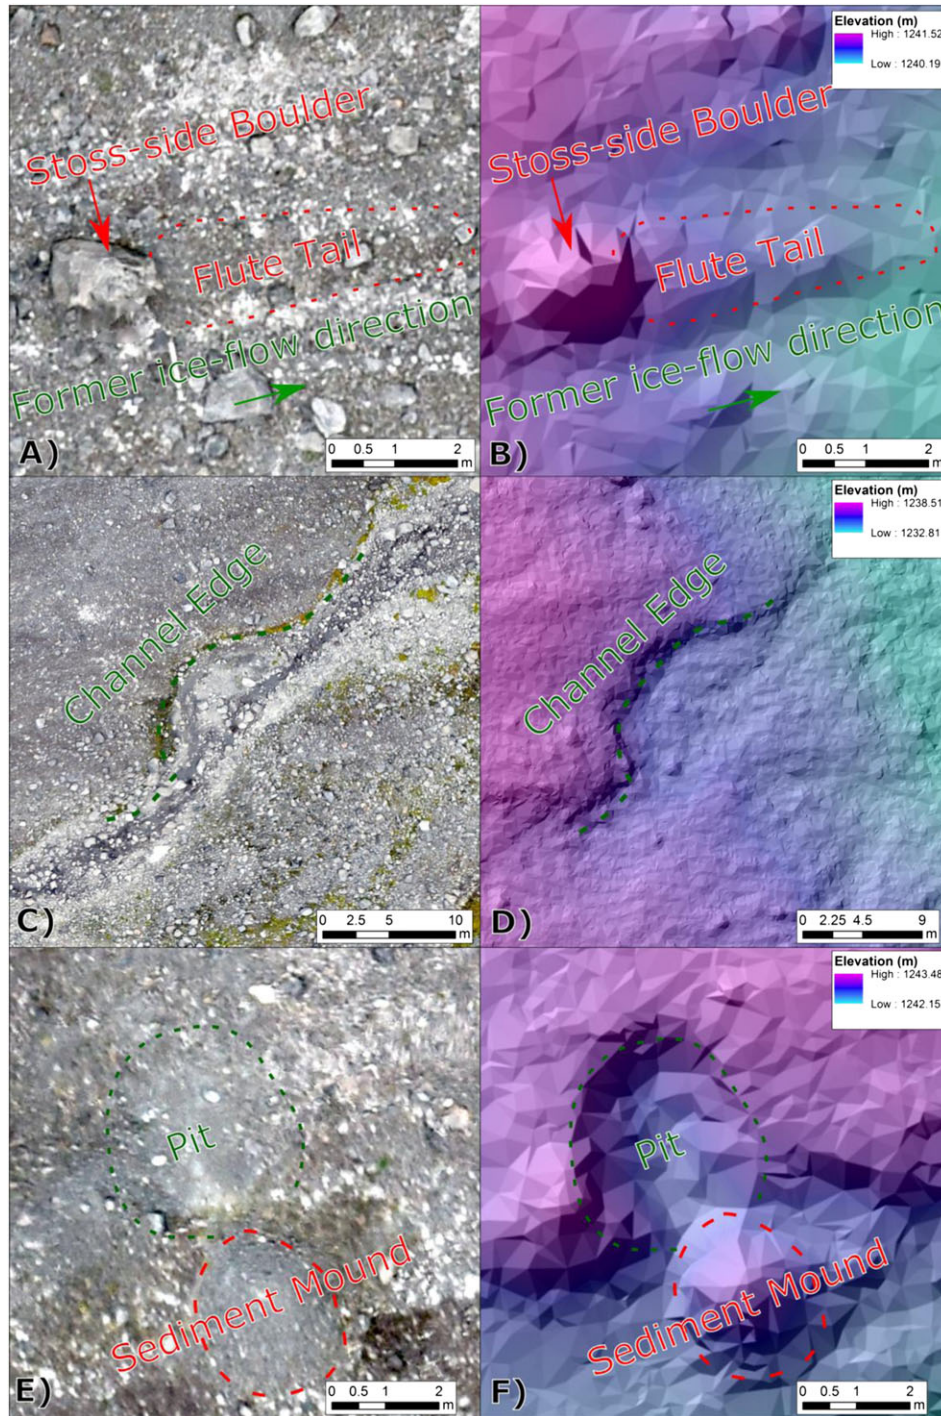 Stoss-side Boulder
Flute Tail
Former ice-flow direction
A)
0 0.5 1 2
m
Elevation (m)
High : 1241.52
Low : 1240.19
Stoss-side Boulder
Flute Tail
Former ice-flow direction
B)
0 0.5 1 2
m
Channel Edge
C)
0 2.5 5 10
m
Elevation (m)
High : 1238.51
Low : 1232.81
Channel Edge
D)
0 2.25 4.5 9
m
Pit
Sediment Mound
E)
0 0.5 1 2
m
Elevation (m)
High : 1243.48
Low : 1242.15
Pit
Sediment Mound
F)
0 0.5 1 2
m